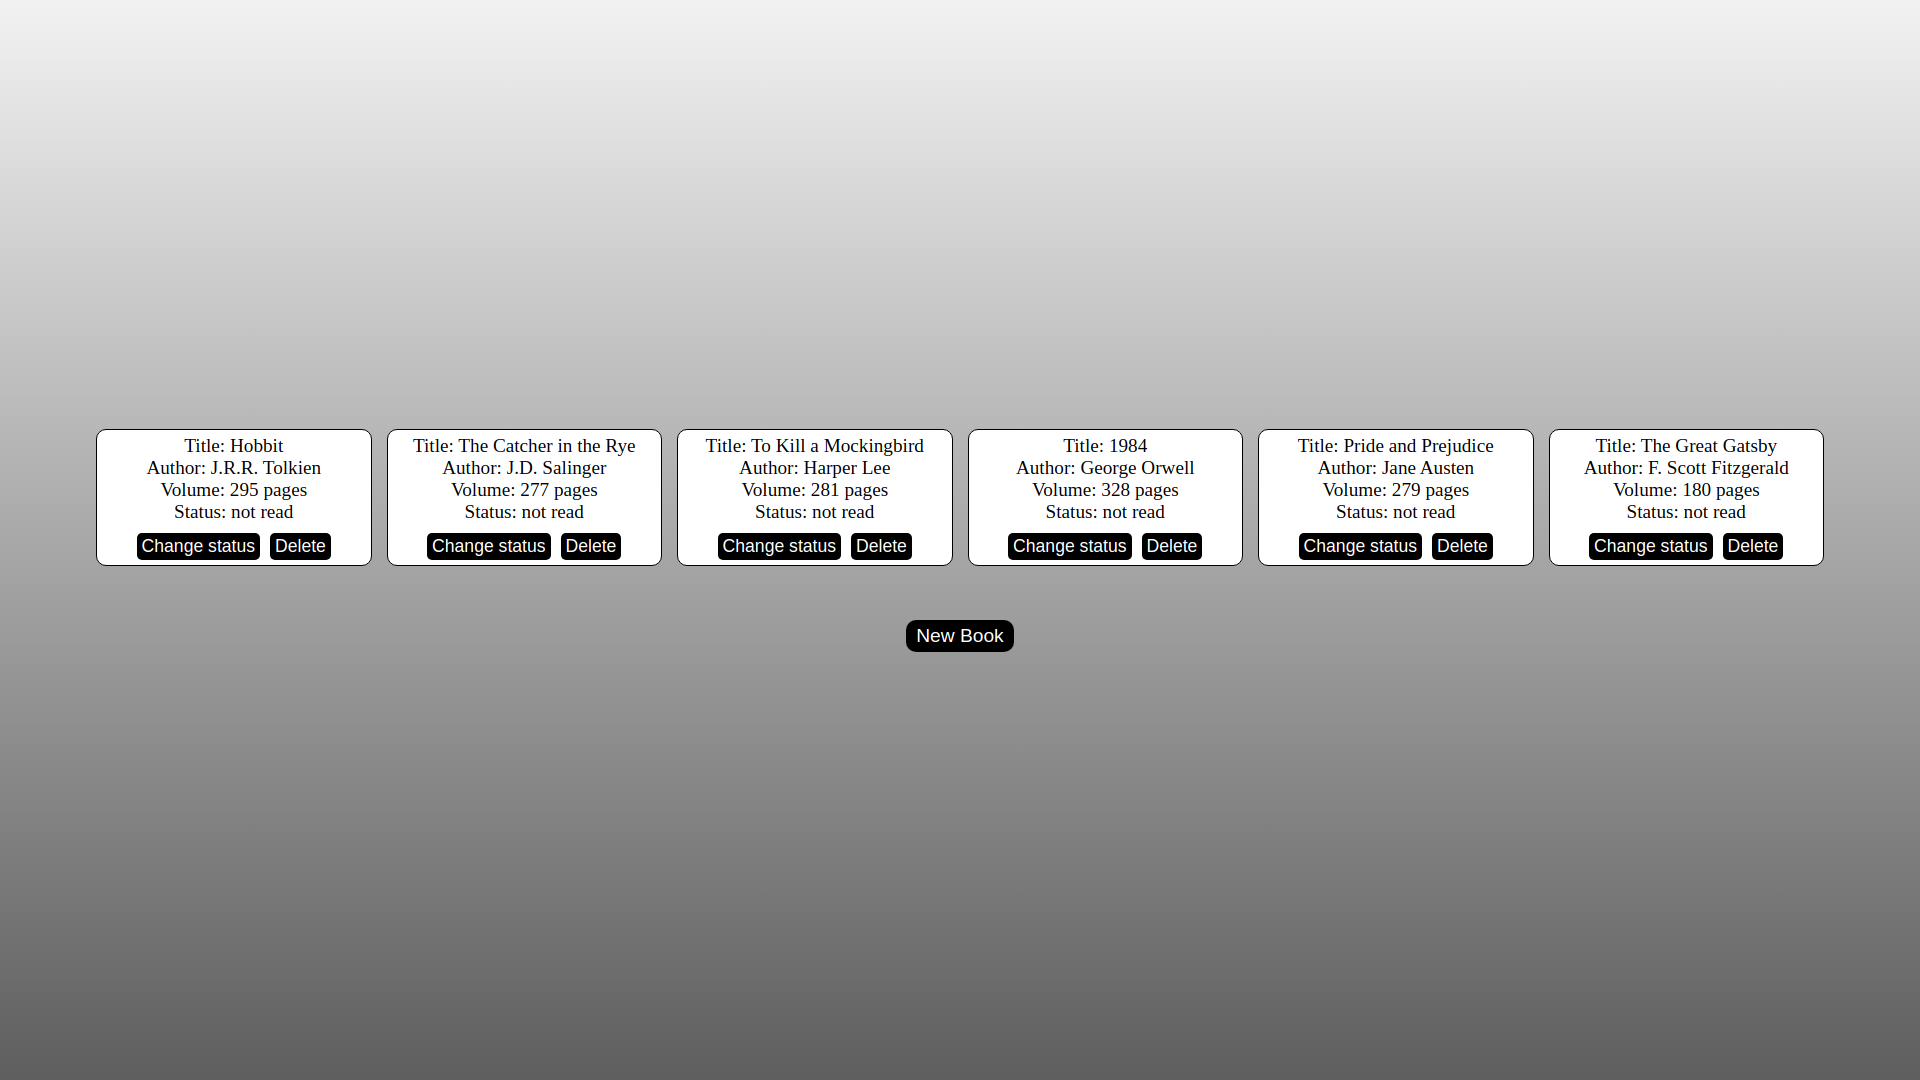 Title: Hobbit
Author: J.R.R. Tolkien
Volume: 295 pages
Status: not read
Change status Delete
Title: The Catcher in the Rye
Author: J.D. Salinger
Volume: 277 pages
Status: not read
Change status Delete
Title: To Kill a Mockingbird
Author: Harper Lee
Volume: 281 pages
Status: not read
Change status Delete
Title: 1984
Author: George Orwell
Volume: 328 pages
Status: not read
Change status Delete
Title: Pride and Prejudice
Author: Jane Austen
Volume: 279 pages
Status: not read
Change status Delete
Title: The Great Gatsby
Author: F. Scott Fitzgerald
Volume: 180 pages
Status: not read
Change status Delete
New Book